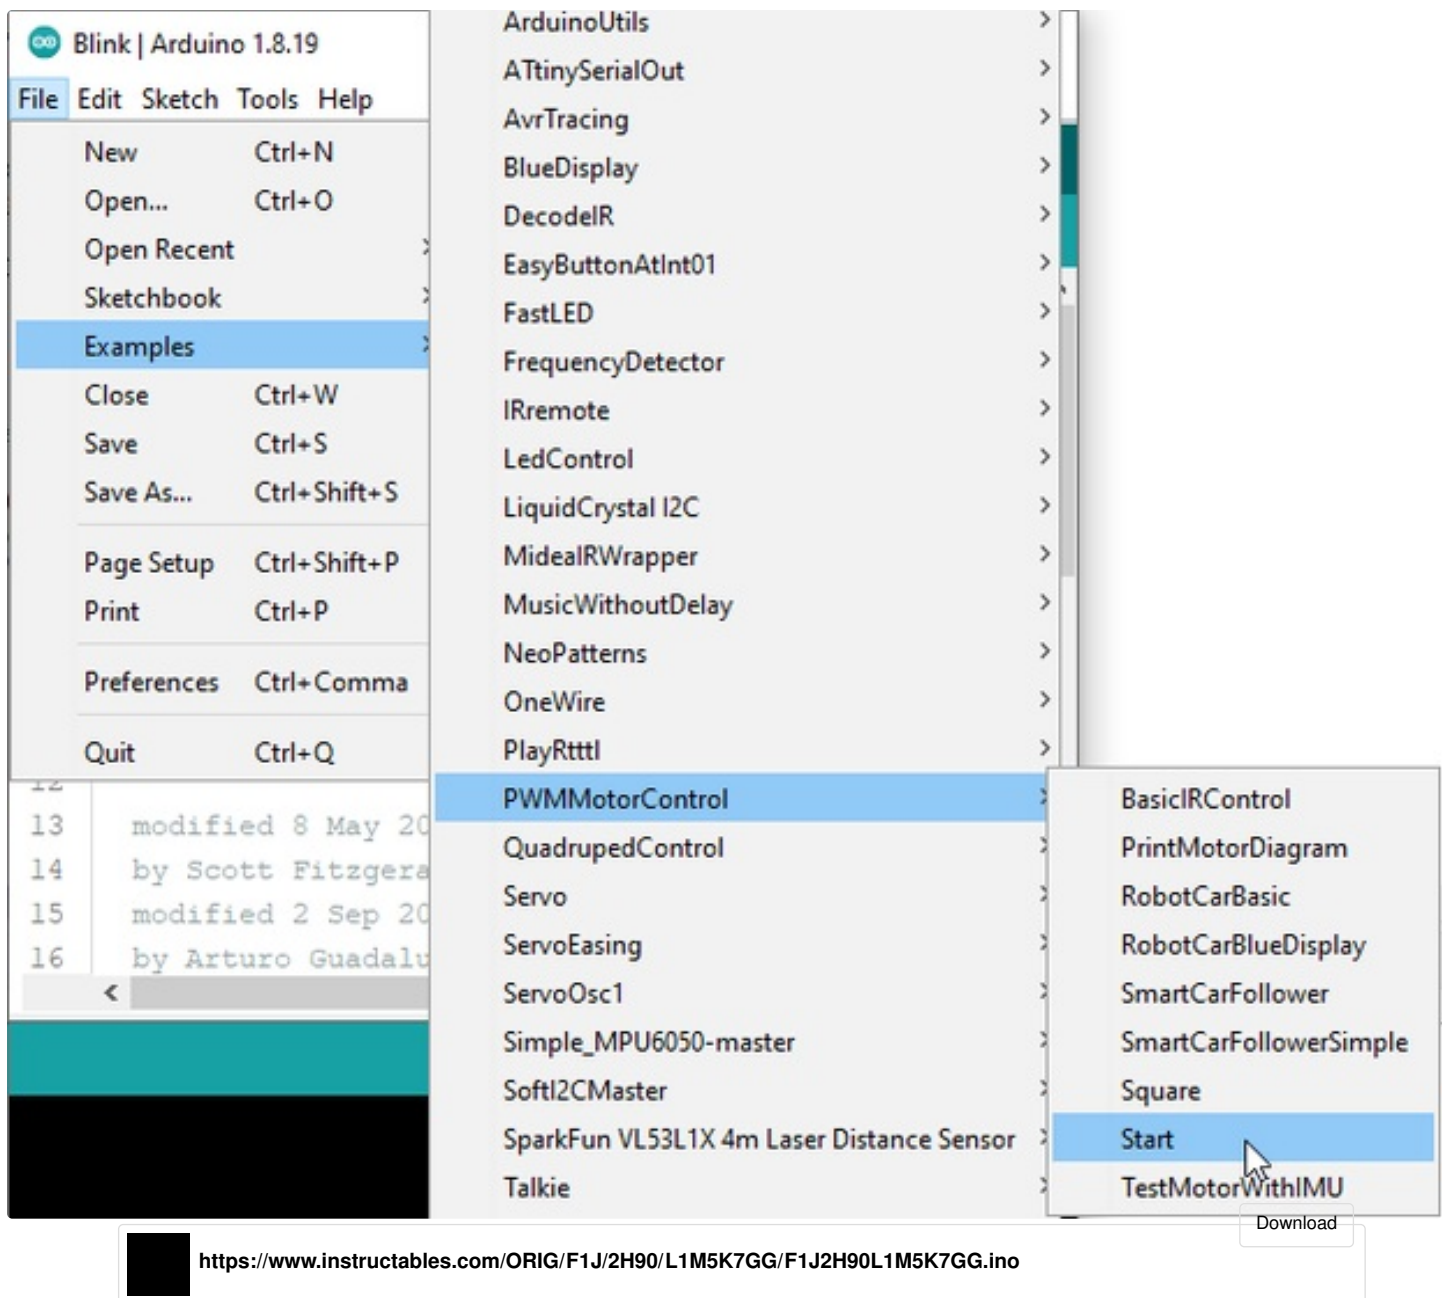 Blink | Arduino 1.8.19
File Edit Sketch Tools Help
New Ctrl+N
Open... Ctrl+O
Open Recent
Sketchbook
Examples
Close Ctrl+W
Save Ctrl+S
Save As... Ctrl+Shift+S
Page Setup Ctrl+Shift+P
Print Ctrl+P
Preferences Ctrl+Comma
Quit Ctrl+Q
12
13 modified 8 May 20
14 by Scott Fitzgera
15 modified 2 Sep 20
16 by Arturo Guadalu
ArduinoUtils
ATtinySerialOut
AvrTracing
BlueDisplay
DecodeIR
EasyButtonAtInt01
FastLED
FrequencyDetector
IRremote
LedControl
LiquidCrystal I2C
MideaIRWrapper
MusicWithoutDelay
NeoPatterns
OneWire
PlayRtttl
PWMMotorControl
QuadrupedControl
Servo
ServoEasing
ServoOsc1
Simple_MPU6050-master
SoftI2CMaster
SparkFun VL53L1X 4m Laser Distance Sensor
Talkie
BasicIRControl
PrintMotorDiagram
RobotCarBasic
RobotCarBlueDisplay
SmartCarFollower
SmartCarFollowerSimple
Square
Start
TestMotorWithIMU
Download
https://www.instructables.com/ORIG/F1J/2H90/L1M5K7GG/F1J2H90L1M5K7GG.ino